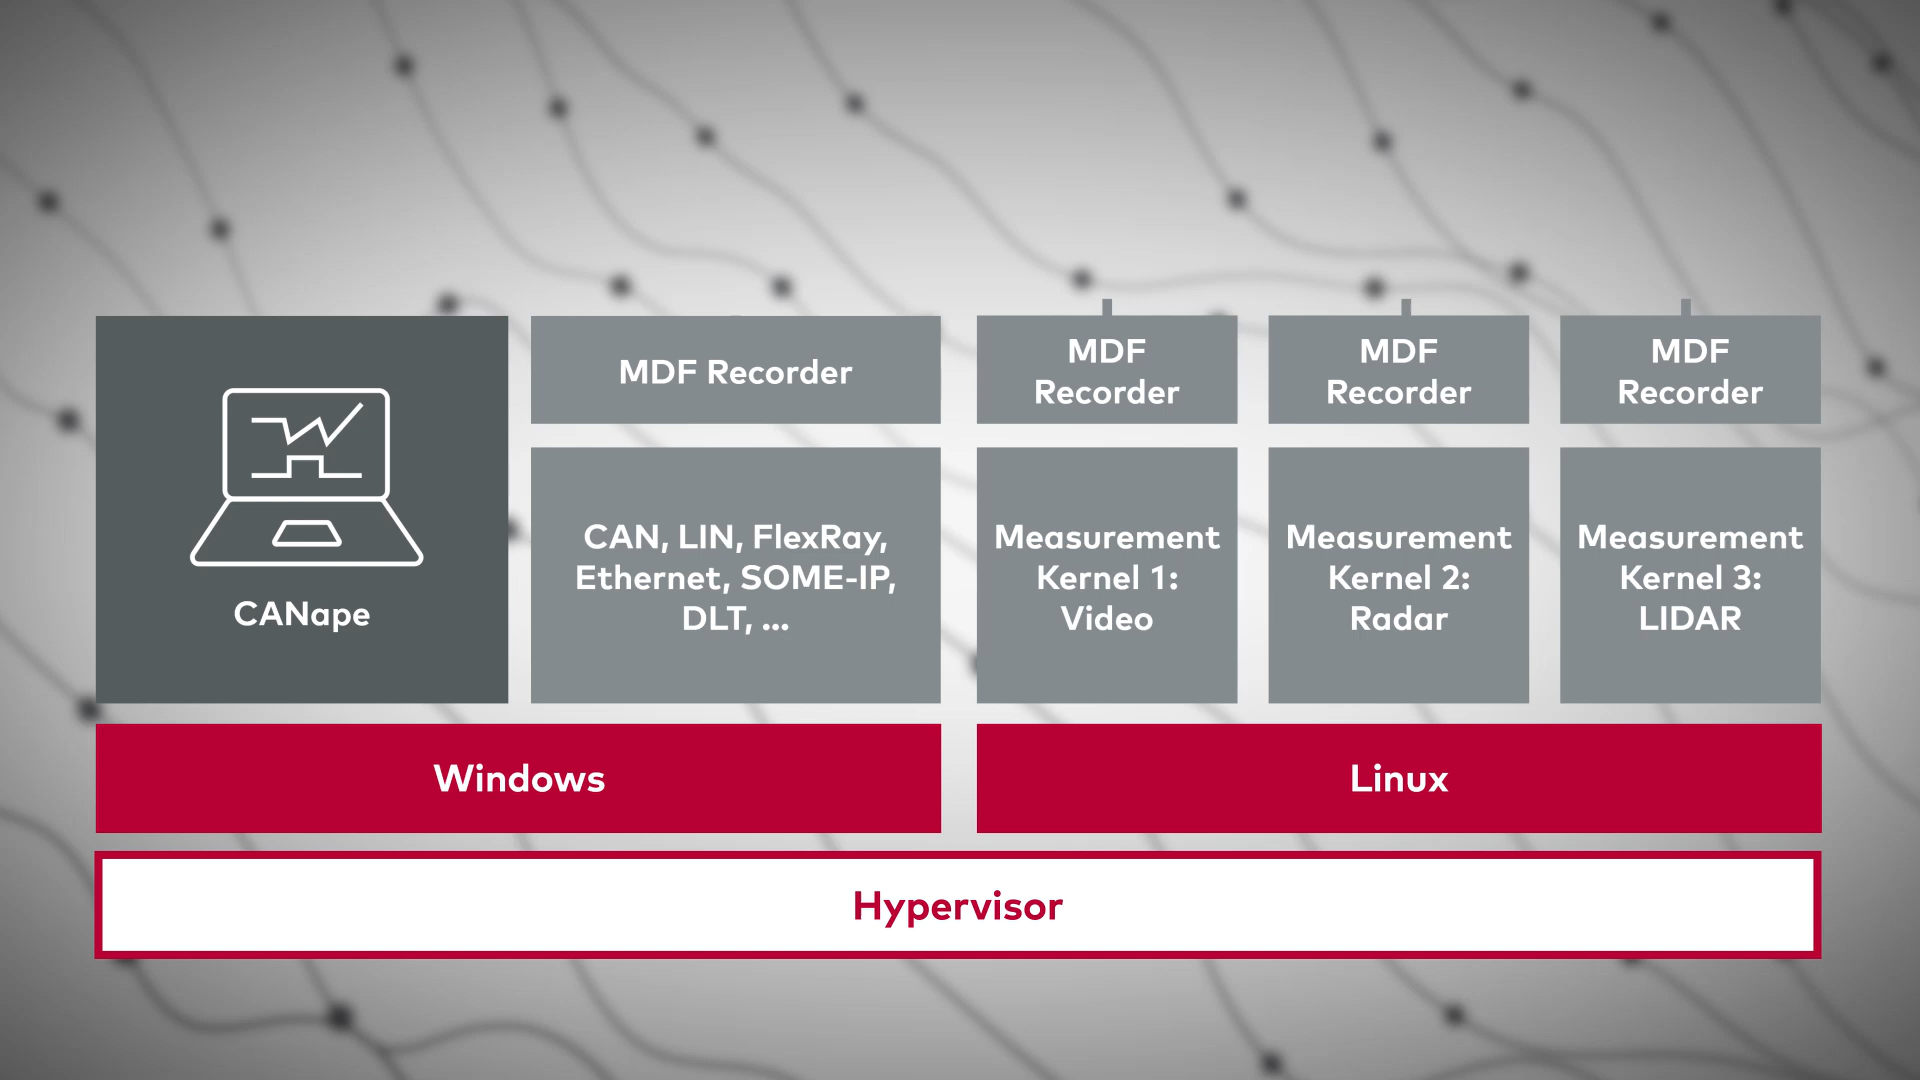 CANape
MDF Recorder
CAN, LIN, FlexRay,
Ethernet, SOME-IP,
DLT, ...
MDF
Recorder
Measurement
Kernel 1:
Video
MDF
Recorder
Measurement
Kernel 2:
Radar
MDF
Recorder
Measurement
Kernel 3:
LIDAR
Windows
Linux
Hypervisor